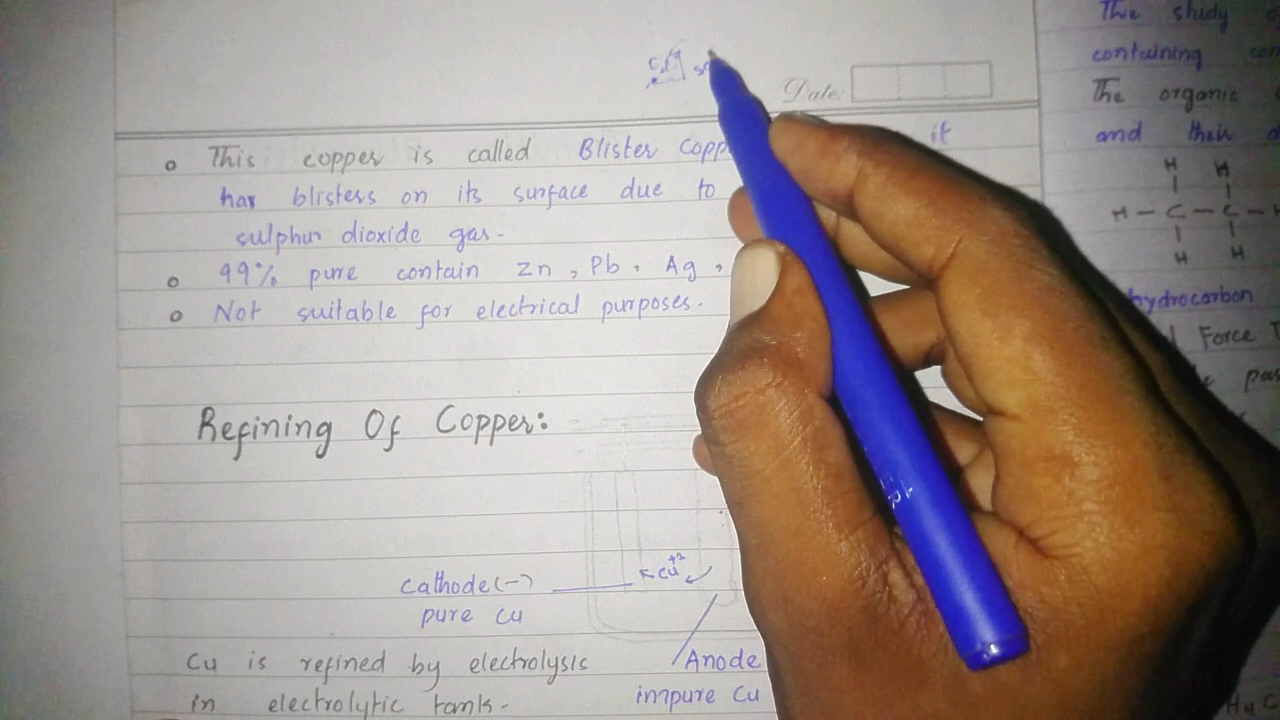 Date:
This copper is called Blister Copp it
has blisters on its surface due to
sulphur dioxide gas.
99% pure contain Zn, Pb, Ag,
Not suitable for electrical purposes.
Refining Of Copper:
Cu+2
Cathode (-)
pure Cu
Cu is refined by electrolysis
in electrolytic tank.
Anode
impure Cu
The study
containing
The organic
and their
H H
H - C - C - H
H H
hydrocarbon
Force